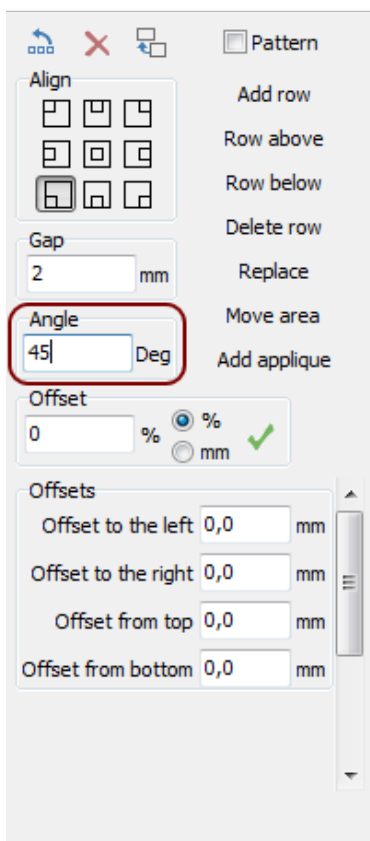 Pattern
Align
Add row
Row above
Row below
Delete row
Gap
2 mm
Replace
Angle
45 Deg
Move area
Add applique
Offset
0 % % mm
Offsets
Offset to the left 0,0 mm
Offset to the right 0,0 mm
Offset from top 0,0 mm
Offset from bottom 0,0 mm